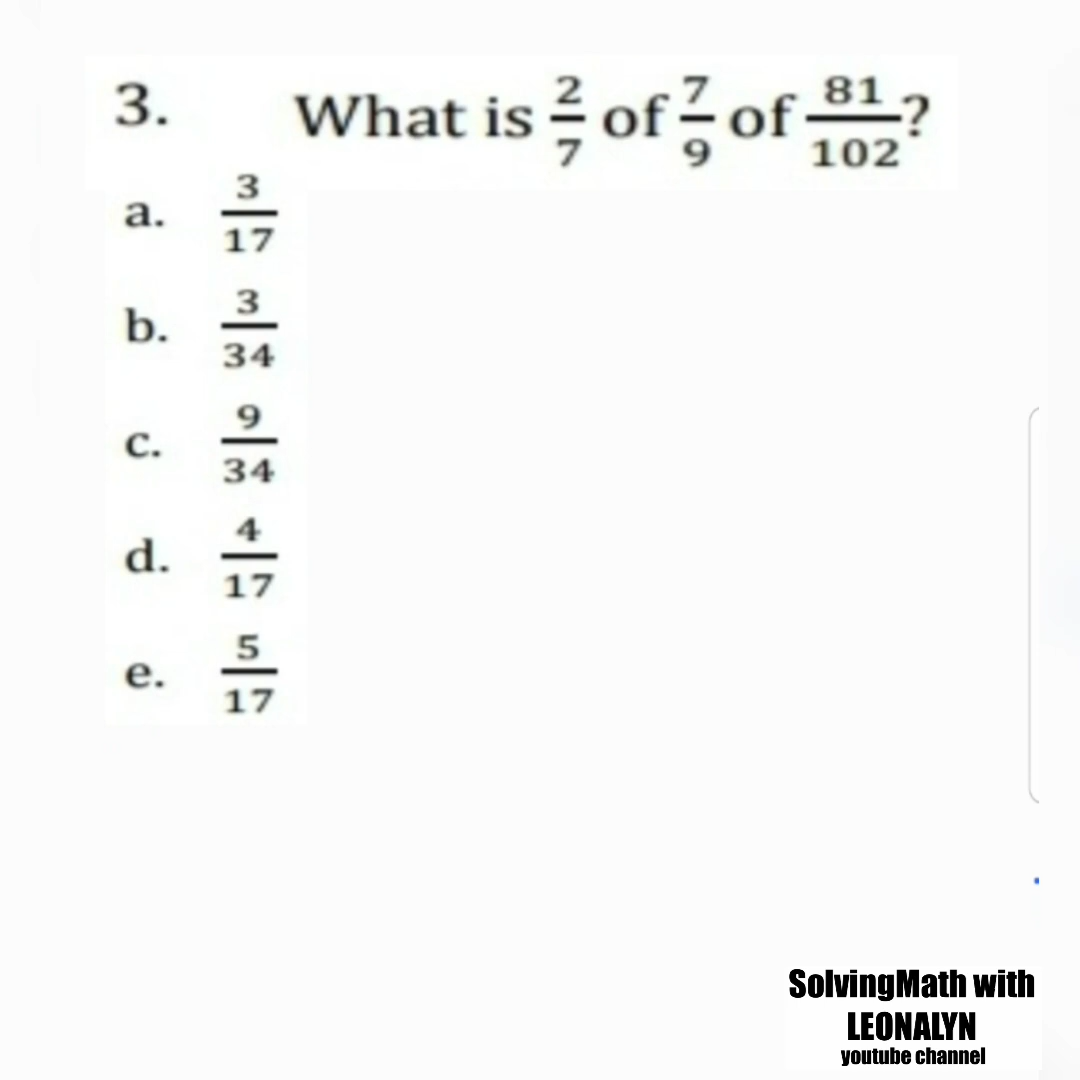 3. What is 2/7 of 7/9 of 81/102?
a. 3/17
b. 3/34
c. 9/34
d. 4/17
e. 5/17
SolvingMath with
LEONALYN
youtube channel